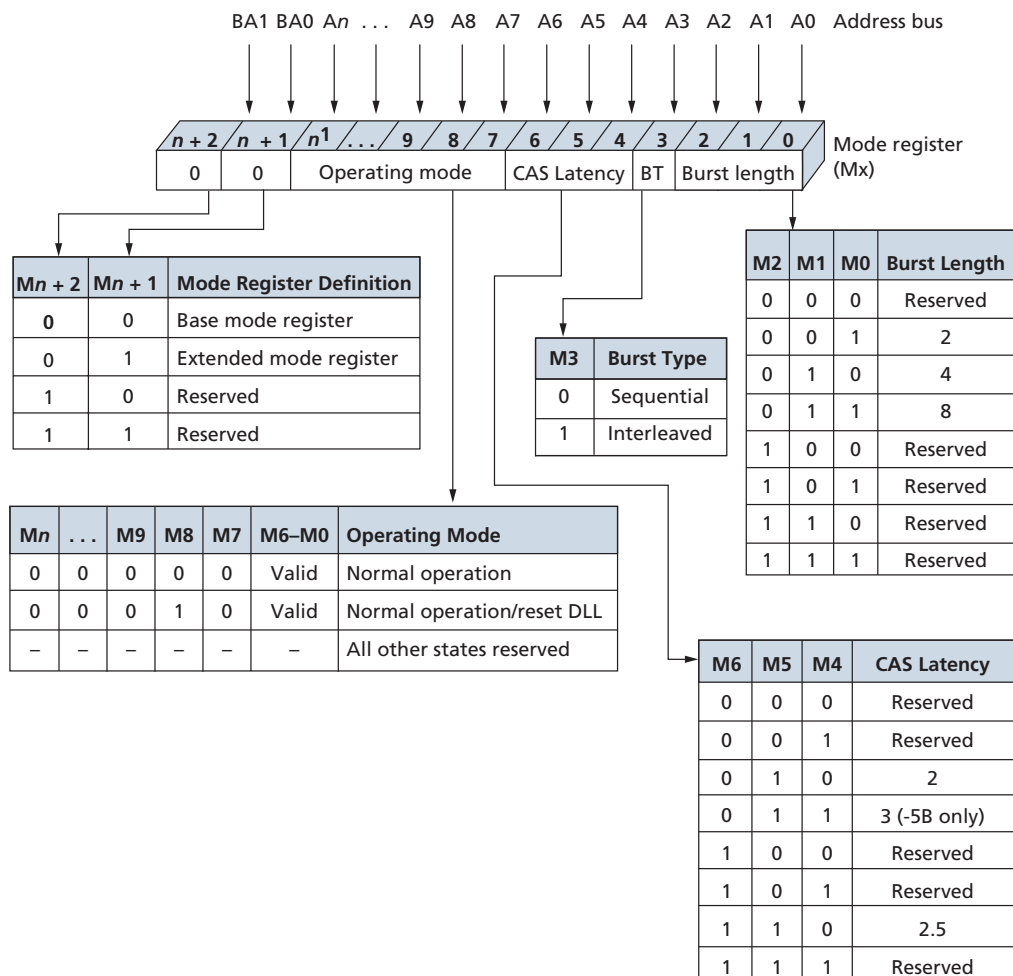 BA1 BA0 An . . . A9 A8 A7 A6 A5 A4 A3 A2 A1 A0 Address bus
n + 2 n + 1 n1 . . . 9 8 7 6 5 4 3 2 1 0
Mode register
(Mx)
0 0 Operating mode CAS Latency BT Burst length
Mn + 2 Mn + 1 Mode Register Definition
0 0 Base mode register
0 1 Extended mode register
1 0 Reserved
1 1 Reserved
M3 Burst Type
0 Sequential
1 Interleaved
M2 M1 M0 Burst Length
0 0 0 Reserved
0 0 1 2
0 1 0 4
0 1 1 8
1 0 0 Reserved
1 0 1 Reserved
1 1 0 Reserved
1 1 1 Reserved
Mn . . . M9 M8 M7 M6–M0 Operating Mode
0 0 0 0 0 Valid Normal operation
0 0 0 1 0 Valid Normal operation/reset DLL
– – – – – – All other states reserved
M6 M5 M4 CAS Latency
0 0 0 Reserved
0 0 1 Reserved
0 1 0 2
0 1 1 3 (-5B only)
1 0 0 Reserved
1 0 1 Reserved
1 1 0 2.5
1 1 1 Reserved